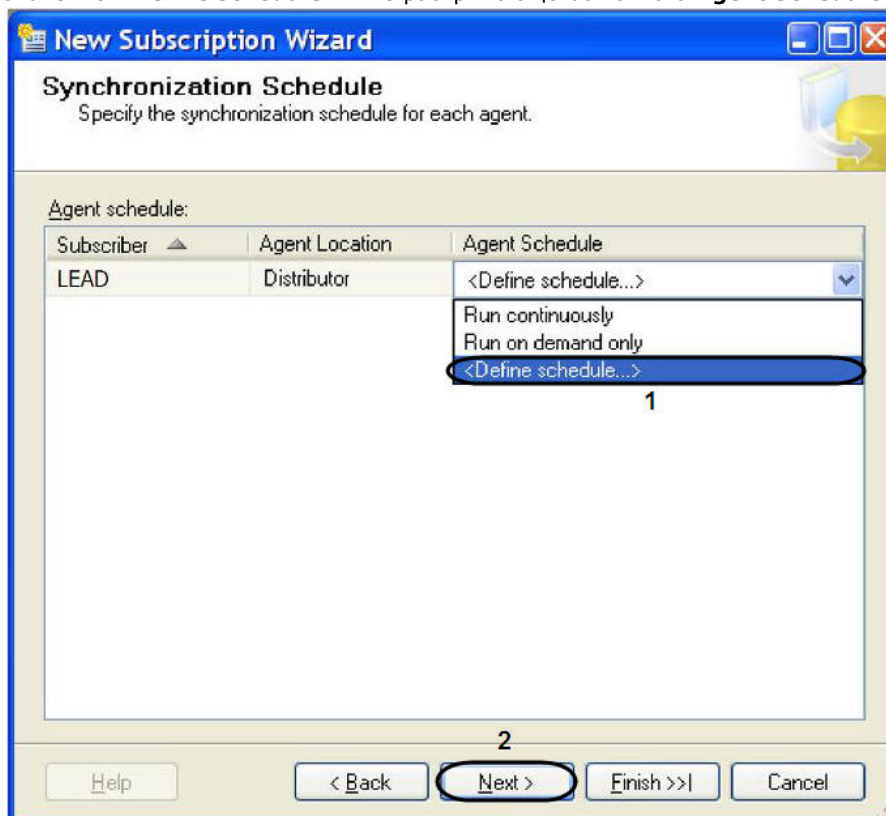 New Subscription Wizard
Synchronization Schedule
Specify the synchronization schedule for each agent.
Agent schedule:
Subscriber Agent Location Agent Schedule
LEAD Distributor <Define schedule...>
Run continuously
Run on demand only
<Define schedule...>
1
2
Help < Back Next > Finish >>| Cancel